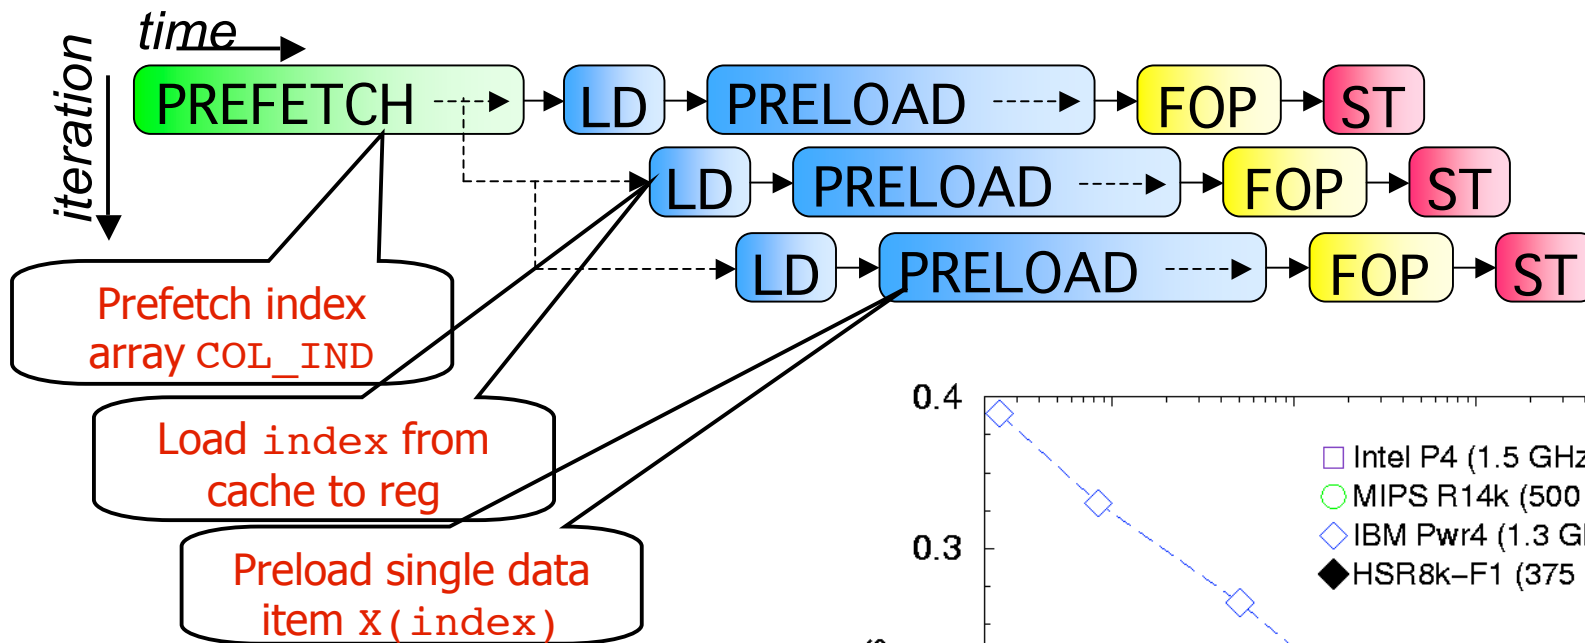 time
iteration
PREFETCH LD PRELOAD FOP ST
LD PRELOAD FOP ST
LD PRELOAD FOP ST
Prefetch index
array COL_IND
Load index from
cache to reg
Preload single data
item X(index)
0.4
0.3
Intel P4 (1.5 GHz
MIPS R14k (500
IBM Pwr4 (1.3 G
HSR8k-F1 (375